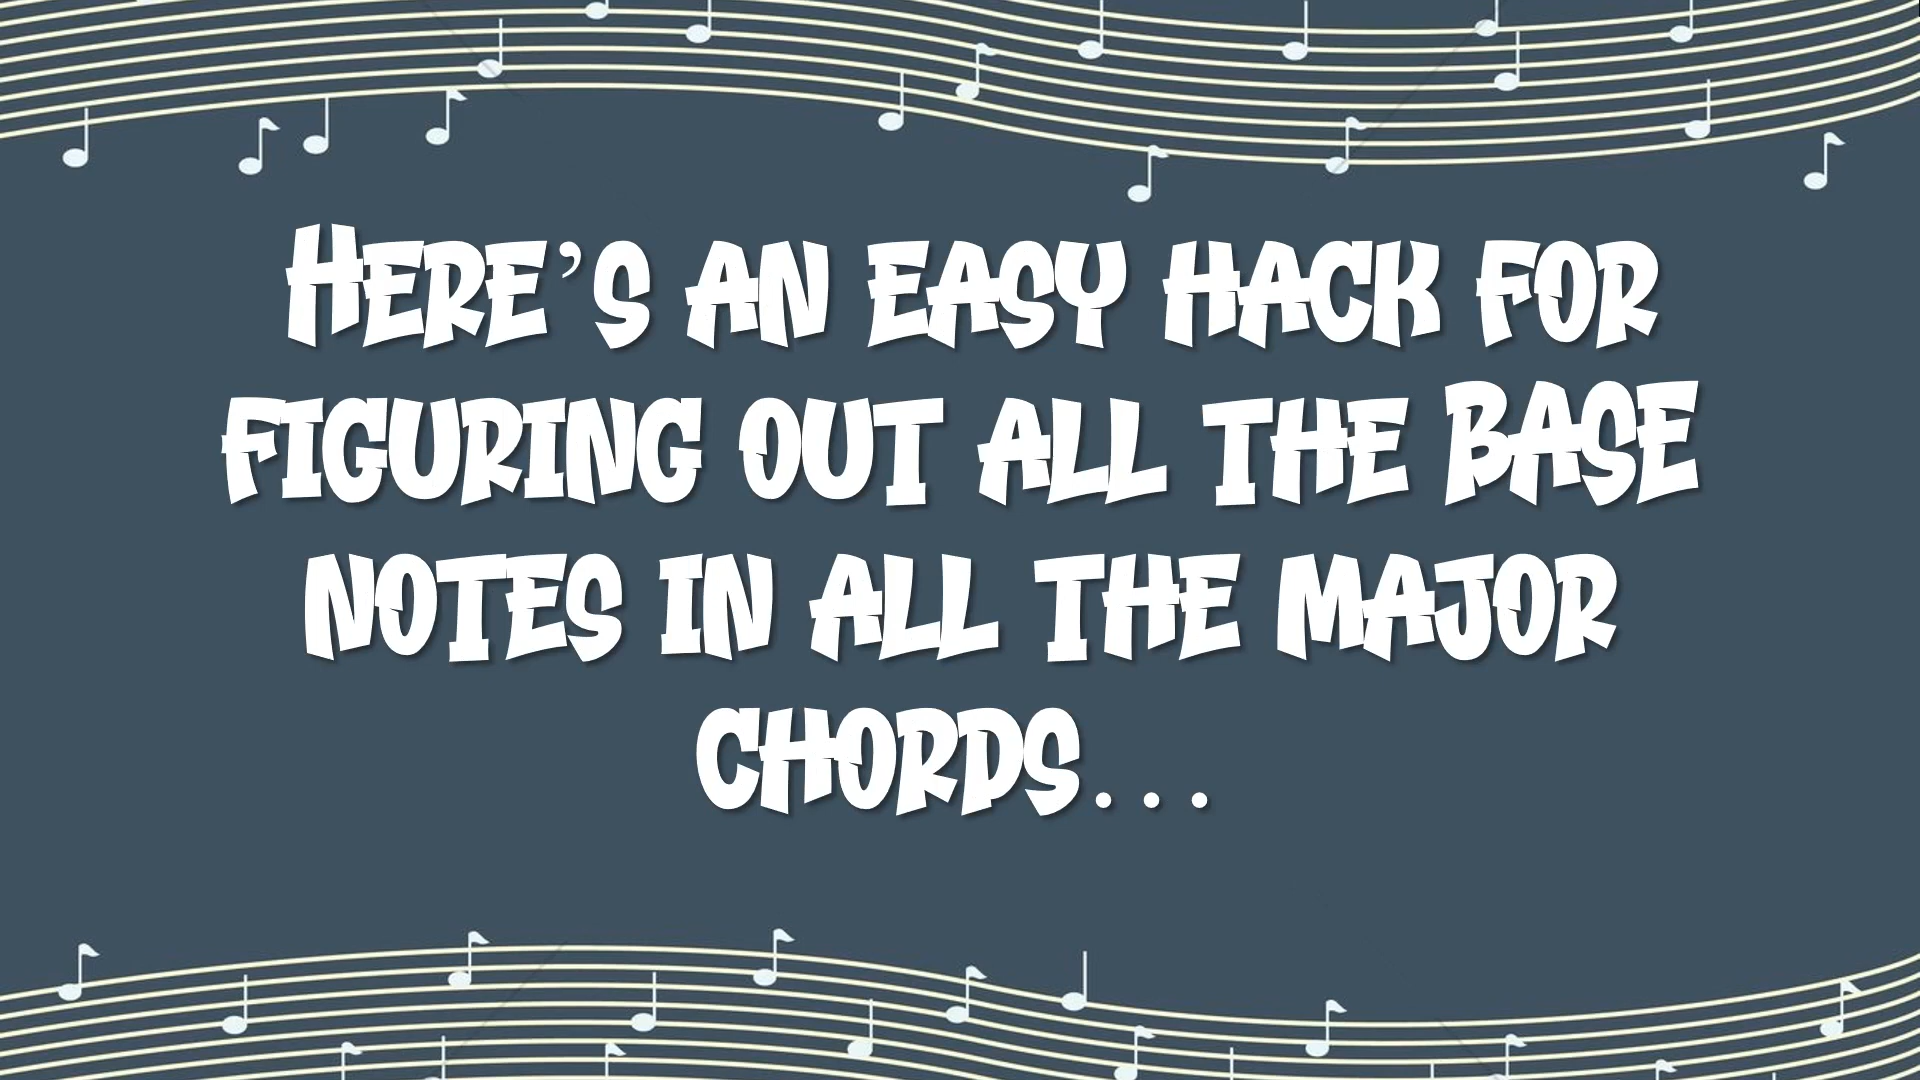 Here's an easy hack for
figuring out all the Base
notes in all the major
chords...